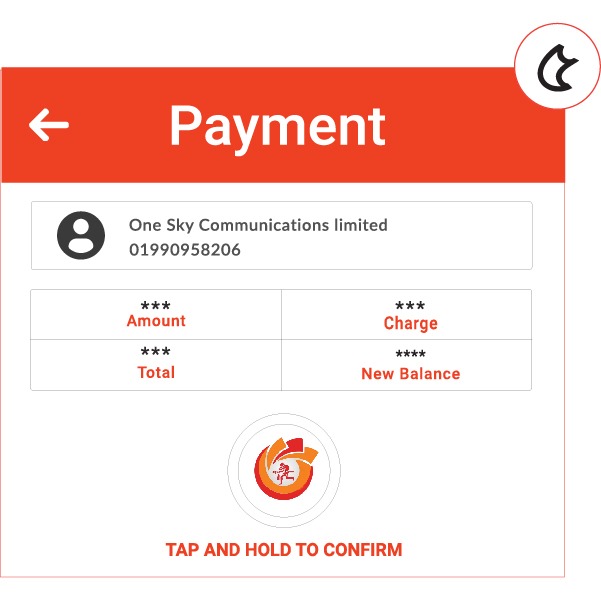 Payment
One Sky Communications limited
01990958206
*** ***
Amount Charge
*** ****
Total New Balance
TAP AND HOLD TO CONFIRM